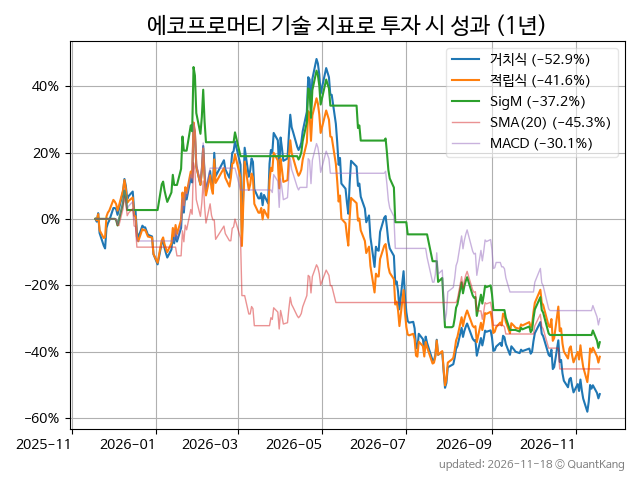 에코프로머티 기술 지표로 투자 시 성과 (1년)
거치식 (−52.9%)
적립식 (−41.6%)
SigM (−37.2%)
SMA(20) (−45.3%)
MACD (−30.1%)
40%
20%
0%
−20%
−40%
−60%
2025-11 2026-01 2026-03 2026-05 2026-07 2026-09 2026-11
updated: 2026-11-18 © QuantKang